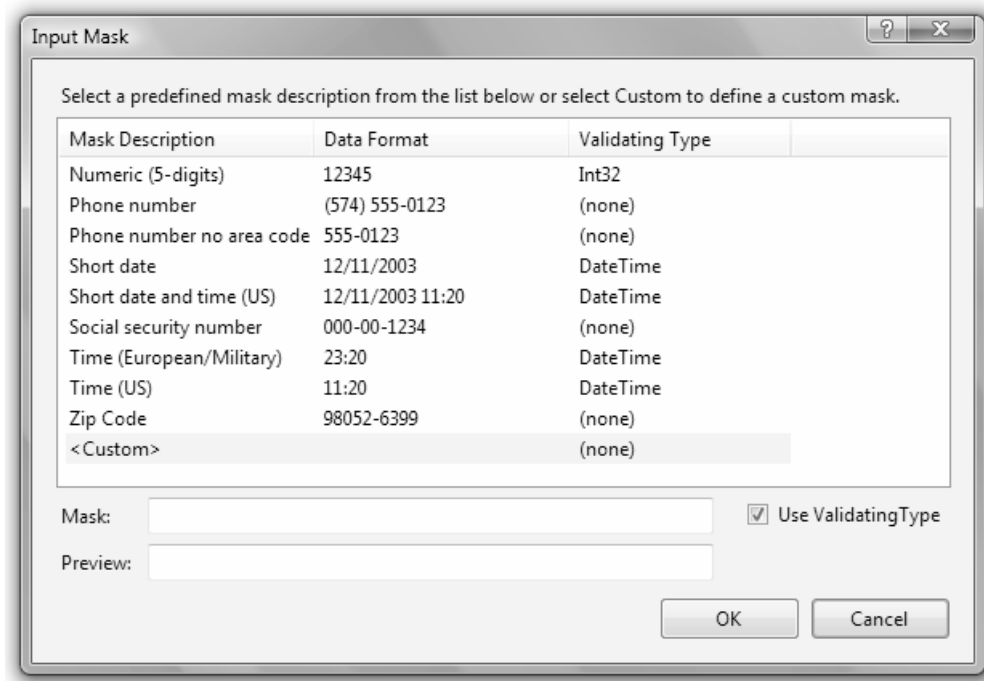 Input Mask
Select a predefined mask description from the list below or select Custom to define a custom mask.
Mask Description Data Format Validating Type
Numeric (5-digits) 12345 Int32
Phone number (574) 555-0123 (none)
Phone number no area code 555-0123 (none)
Short date 12/11/2003 DateTime
Short date and time (US) 12/11/2003 11:20 DateTime
Social security number 000-00-1234 (none)
Time (European/Military) 23:20 DateTime
Time (US) 11:20 DateTime
Zip Code 98052-6399 (none)
<Custom> (none)
Mask: Use ValidatingType
Preview:
OK Cancel